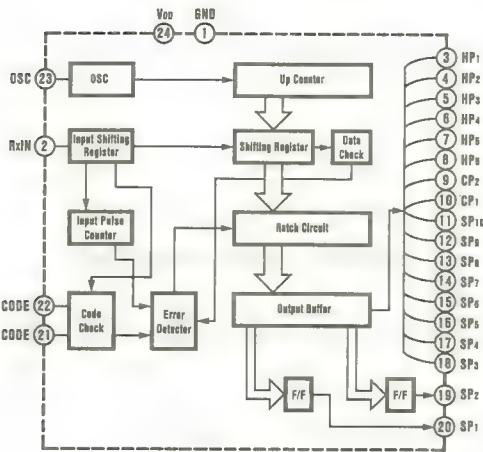 VDD GND
24 1
OSC 23 OSC Up Counter
RxIN 2 Input Shifting Register Shifting Register Data Check
Input Pulse Counter
Ratch Circuit
CODE 22
CODE 21
Code Check
Error Detector
Output Buffer
F/F F/F
3 HP1
4 HP2
5 HP3
6 HP4
7 HP5
8 HP6
9 CP2
10 CP1
11 SP10
12 SP9
13 SP8
14 SP7
15 SP6
16 SP5
17 SP4
18 SP3
19 SP2
20 SP1